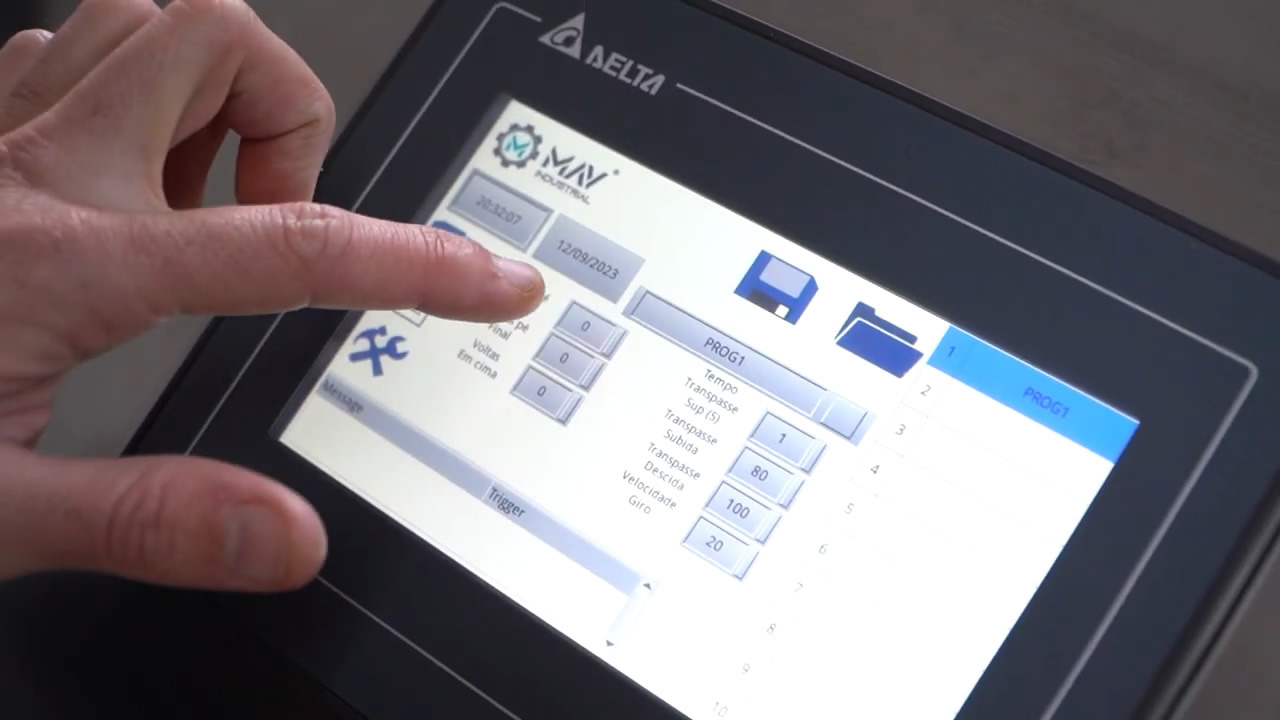 DELTA
MAV
INDUSTRIAL
20:32:07
12/09/2023
pé
Final
Voltas
Em cima
0
0
0
Message
Trigger
PROG1
Tempo
Transpasse
Sup (S)
Transpasse
Subida
Transpasse
Descida
Velocidade
Giro
1
80
100
20
1 PROG1
2
3
4
5
6
7
8
9
10